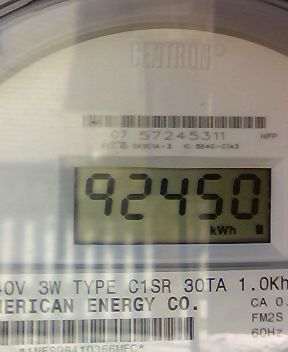 CENTRON®
07 57245311
92450
kWh
40V 3W TYPE C1SR 30TA 1.0Kh
MERICAN ENERGY CO.
CA 0.
FM2S
60Hz